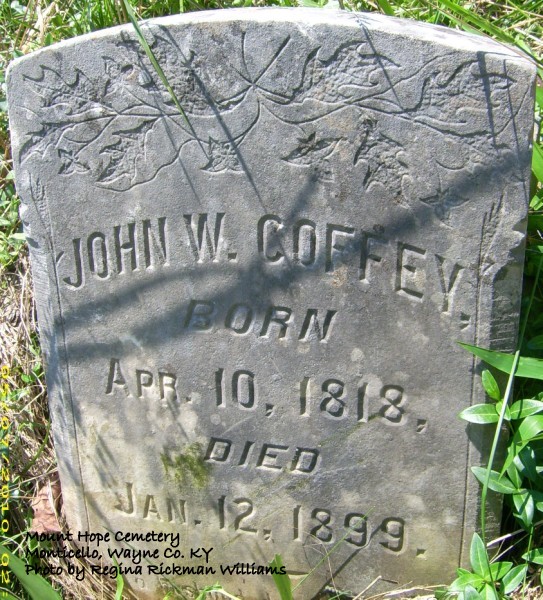 JOHN W. COFFEY,
BORN
APR. 10, 1818,
DIED
JAN. 12, 1899.
Mount Hope Cemetery
Monticello, Wayne Co. KY
Photo by Regina Rickman Williams